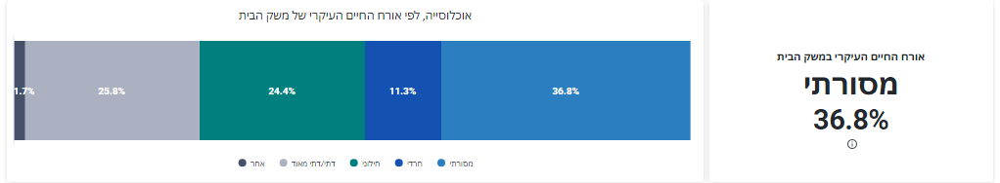 אוכלוסייה, לפי אורח החיים העיקרי של משק הבית
36.8% 11.3% 24.4% 25.8% 1.7%
מסורתי חרדי חילוני דתי/דתי מאוד אחר
אורח החיים העיקרי במשק הבית
מסורתי
36.8%